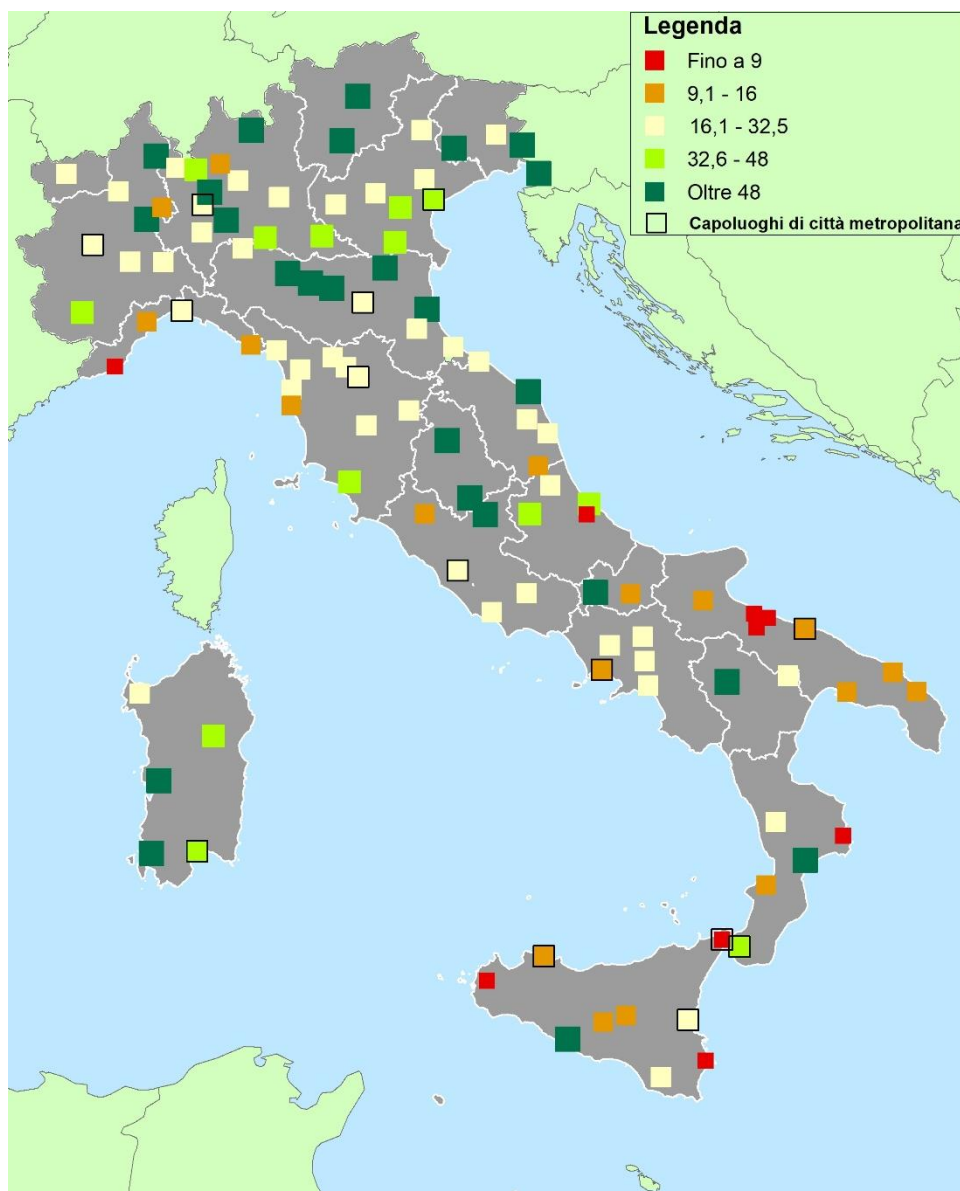 Legenda
Fino a 9
9,1 - 16
16,1 - 32,5
32,6 - 48
Oltre 48
Capoluoghi di città metropolitana